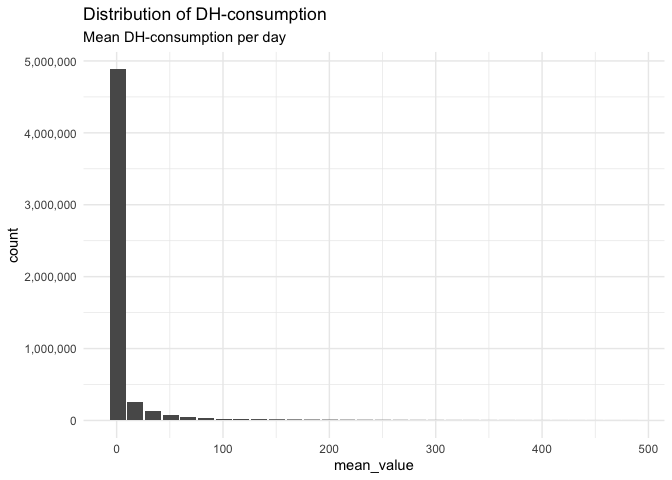 Distribution of DH-consumption
Mean DH-consumption per day
5,000,000
4,000,000
3,000,000
2,000,000
1,000,000
0
count
0 100 200 300 400 500
mean_value